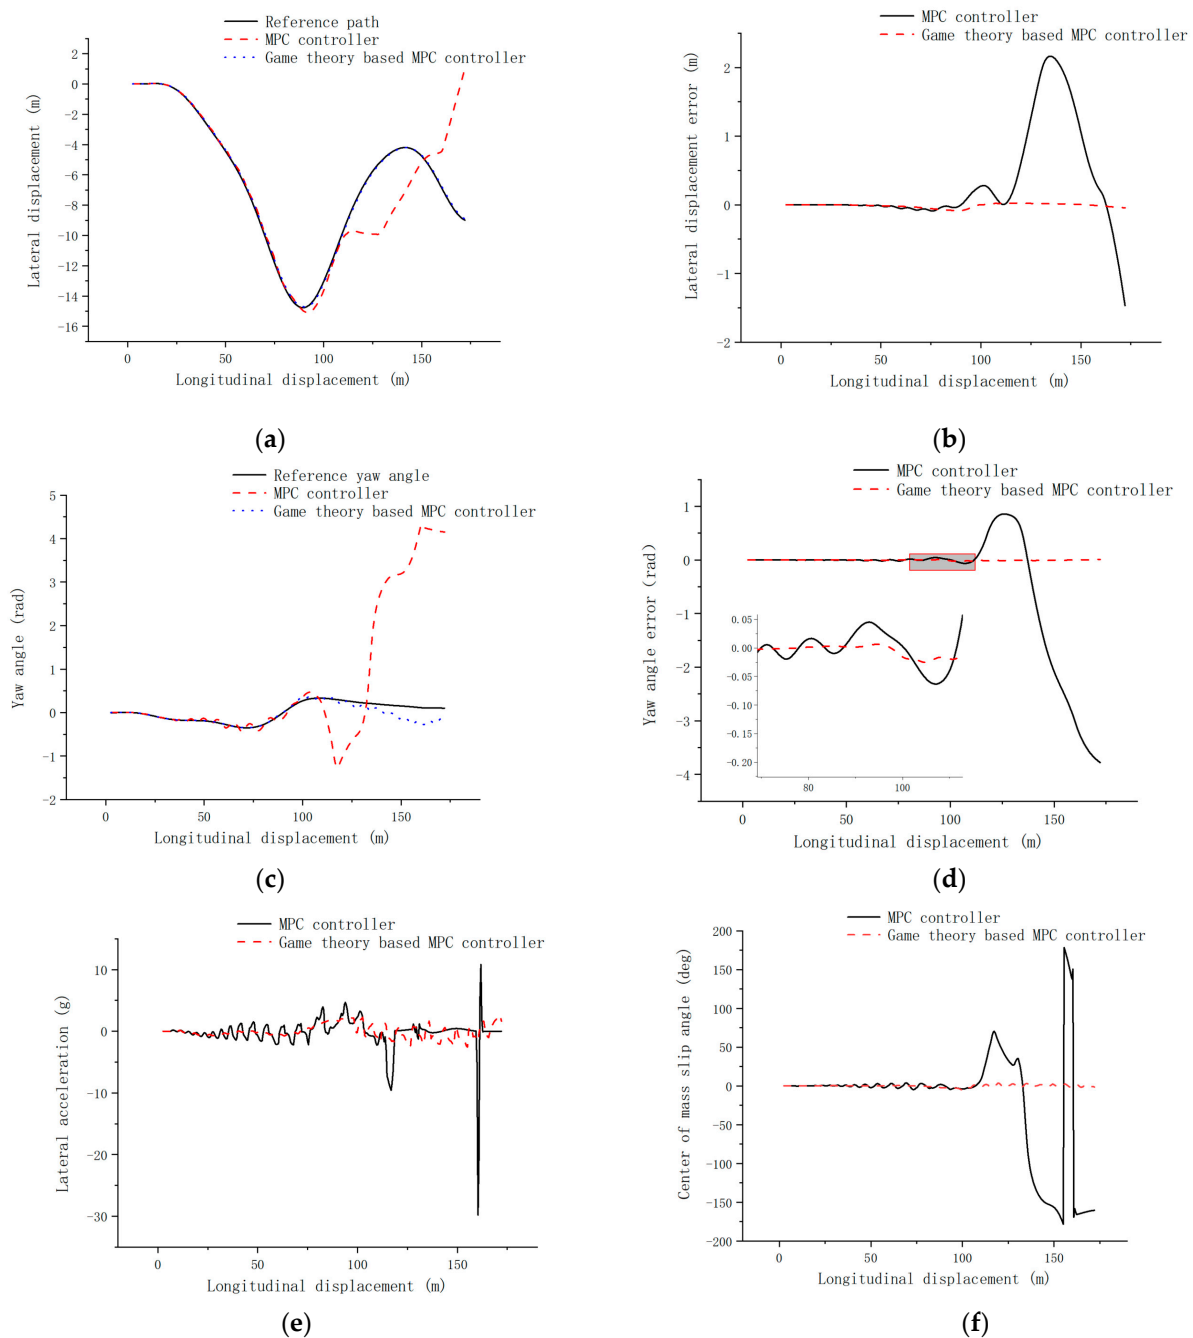 Reference path
MPC controller
Game theory based MPC controller
Lateral displacement (m)
2
0
-2
-4
-6
-8
-10
-12
-14
-16
0 50 100 150
Longitudinal displacement (m)
(a)
MPC controller
Game theory based MPC controller
Lateral displacement error (m)
2
1
0
-1
-2
0 50 100 150
Longitudinal displacement (m)
(b)
Reference yaw angle
MPC controller
Game theory based MPC controller
Yaw angle (rad)
5
4
3
2
1
0
-1
-2
0 50 100 150
Longitudinal displacement (m)
(c)
MPC controller
Game theory based MPC controller
Yaw angle error (rad)
1
0
-1
-2
-3
-4
0.05
0.00
-0.05
-0.10
-0.15
-0.20
80 100
0 50 100 150
Longitudinal displacement (m)
(d)
MPC controller
Game theory based MPC controller
Lateral acceleration (g)
10
0
-10
-20
-30
0 50 100 150
Longitudinal displacement (m)
(e)
MPC controller
Game theory based MPC controller
Center of mass slip angle (deg)
200
150
100
50
0
-50
-100
-150
-200
0 50 100 150
Longitudinal displacement (m)
(f)